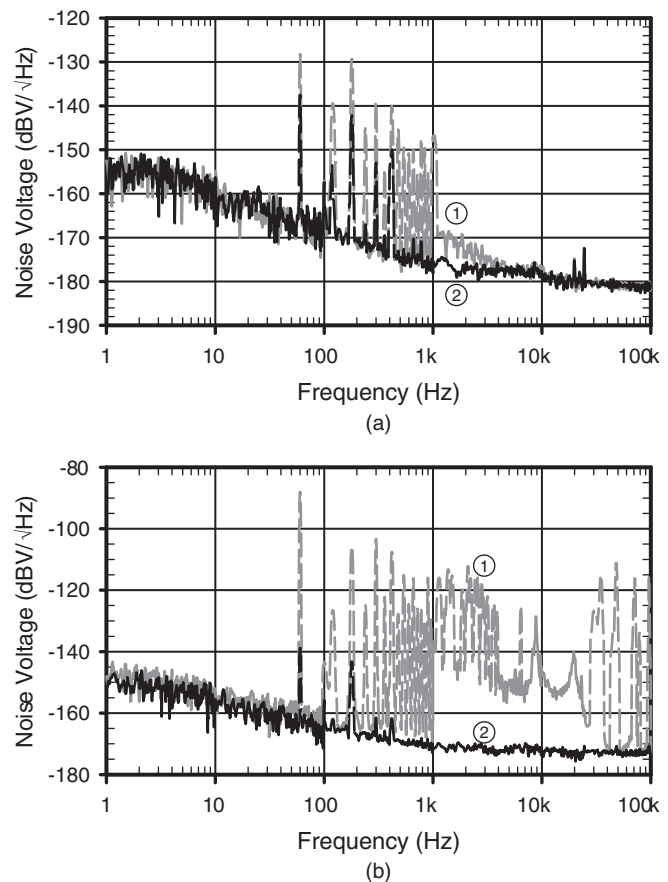 -120
-130
-140
-150
-160
-170
-180
-190
Noise Voltage (dBV/√Hz)
1
2
1 10 100 1k 10k 100k
Frequency (Hz)
(a)
-80
-100
-120
-140
-160
-180
Noise Voltage (dBV/√Hz)
1
2
1 10 100 1k 10k 100k
Frequency (Hz)
(b)